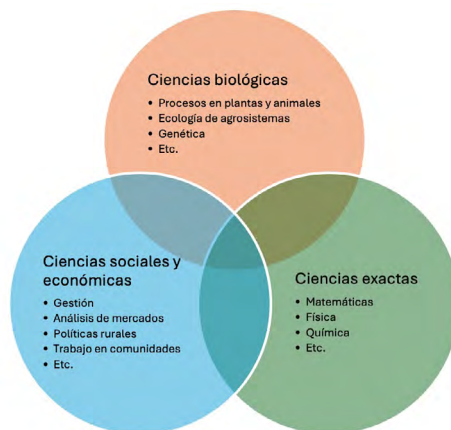 Ciencias biológicas
• Procesos en plantas y animales
• Ecología de agrosistemas
• Genética
• Etc.
Ciencias sociales y
económicas
• Gestión
• Análisis de mercados
• Políticas rurales
• Trabajo en comunidades
• Etc.
Ciencias exactas
• Matemáticas
• Física
• Química
• Etc.